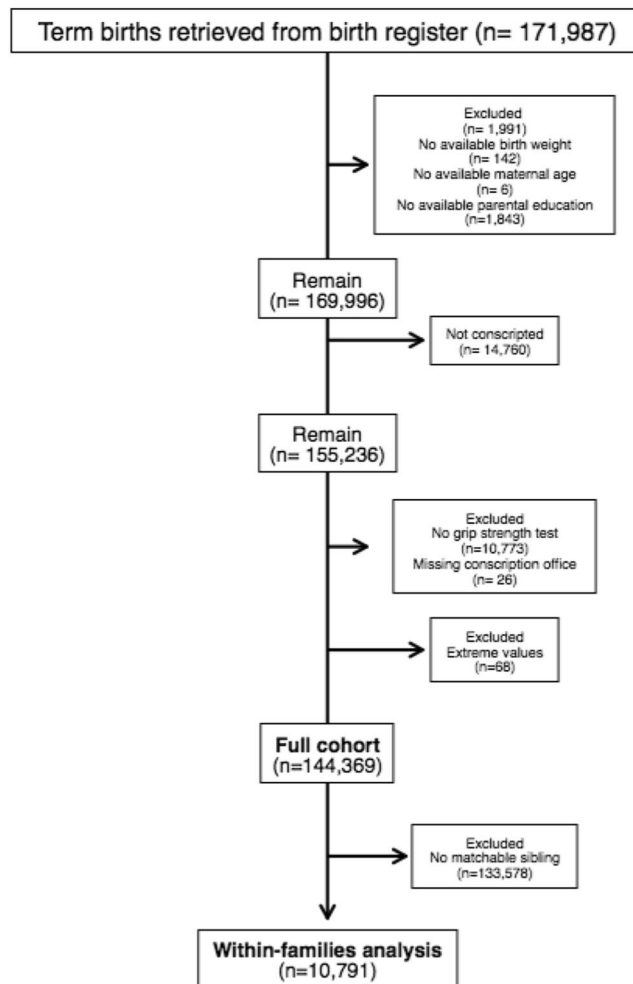 Term births retrieved from birth register (n= 171,987)
Excluded
(n= 1,991)
No available birth weight
(n= 142)
No available maternal age
(n= 6)
No available parental education
(n=1,843)
Remain
(n= 169,996)
Not conscripted
(n= 14,760)
Remain
(n= 155,236)
Excluded
No grip strength test
(n=10,773)
Missing conscription office
(n= 26)
Excluded
Extreme values
(n=68)
Full cohort
(n=144,369)
Excluded
No matchable sibling
(n=133,578)
Within-families analysis
(n=10,791)